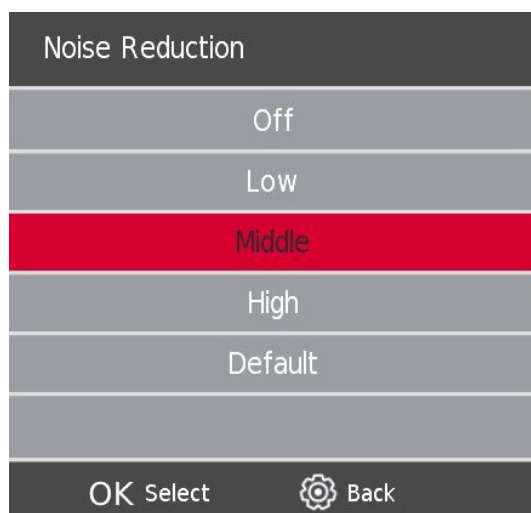 Noise Reduction
Off
Low
Middle
High
Default
OK Select Back